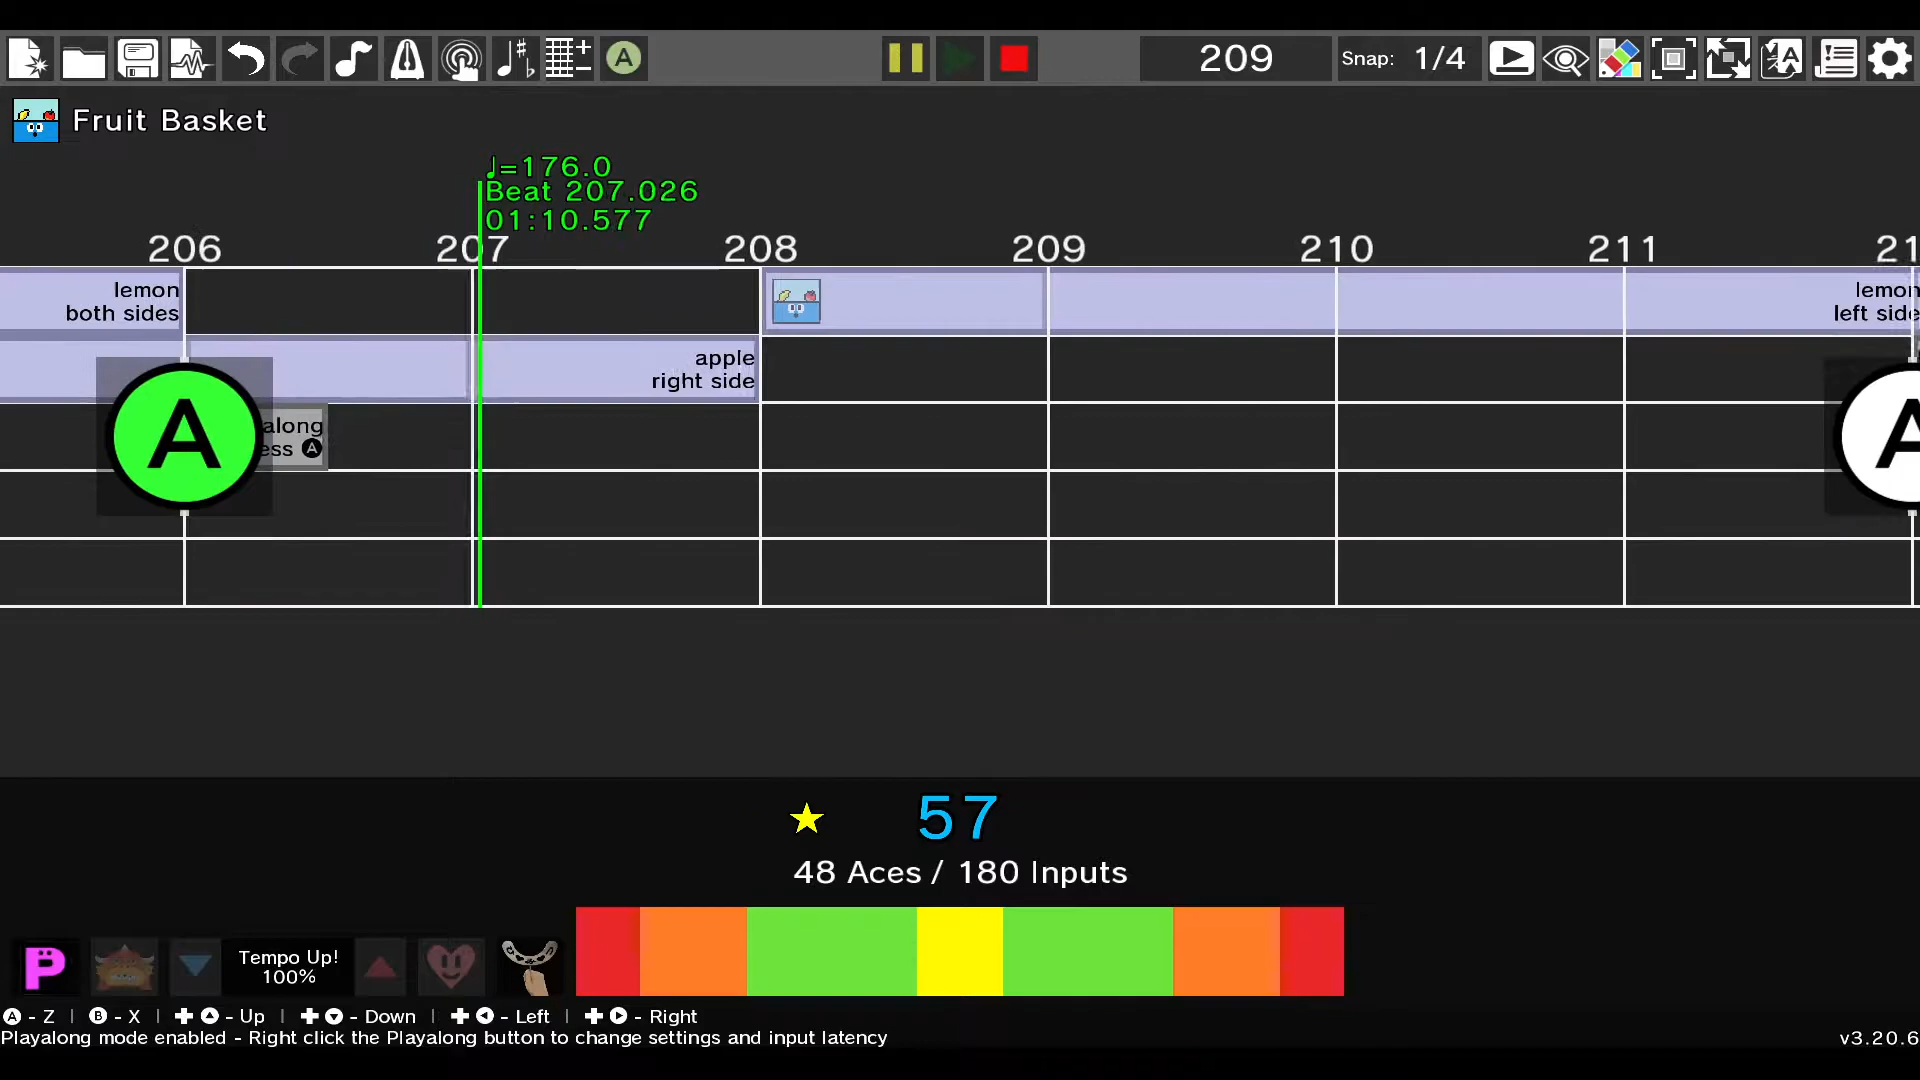 A
209
Snap: 1/4
Fruit Basket
♩=176.0
Beat 207.026
01:10.577
206 207 208 209 210 211 21
lemon
both sides
lemon
left side
apple
right side
A
along
ess A
A
57
48 Aces / 180 Inputs
P
Tempo Up!
100%
A - Z | B - X | - Up | - Down | - Left | - Right
Playalong mode enabled - Right click the Playalong button to change settings and input latency
v3.20.6